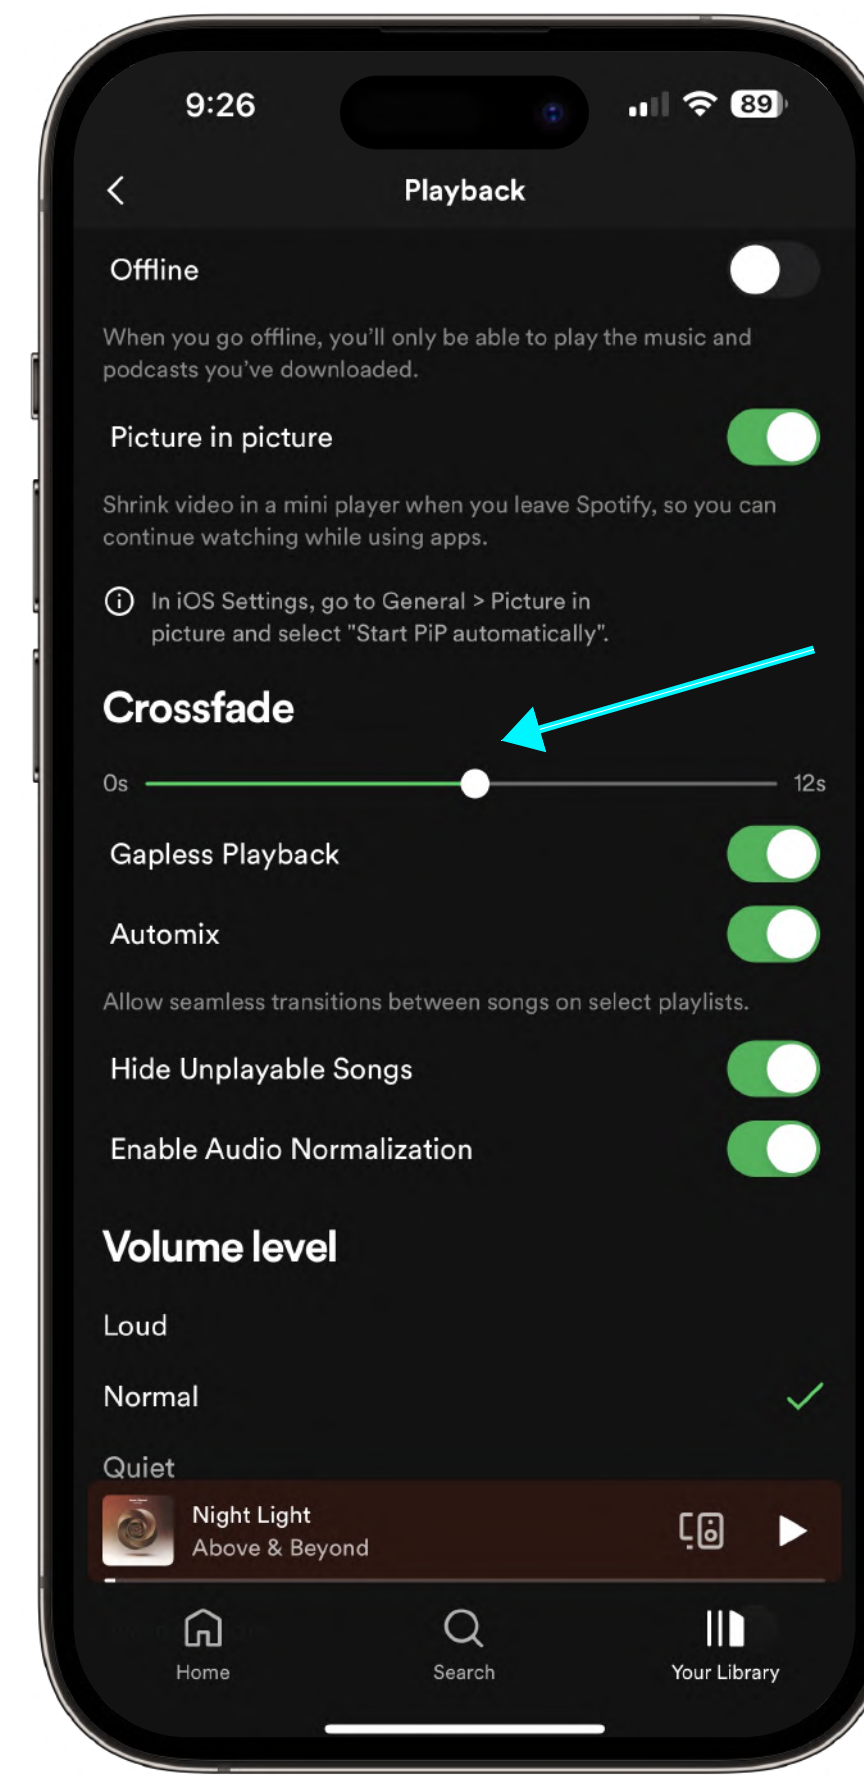 9:26
89
Playback
Offline
When you go offline, you'll only be able to play the music and
podcasts you've downloaded.
Picture in picture
Shrink video in a mini player when you leave Spotify, so you can
continue watching while using apps.
In iOS Settings, go to General > Picture in
picture and select "Start PiP automatically".
Crossfade
0s 12s
Gapless Playback
Automix
Allow seamless transitions between songs on select playlists.
Hide Unplayable Songs
Enable Audio Normalization
Volume level
Loud
Normal
Quiet
Night Light
Above & Beyond
Home Search Your Library